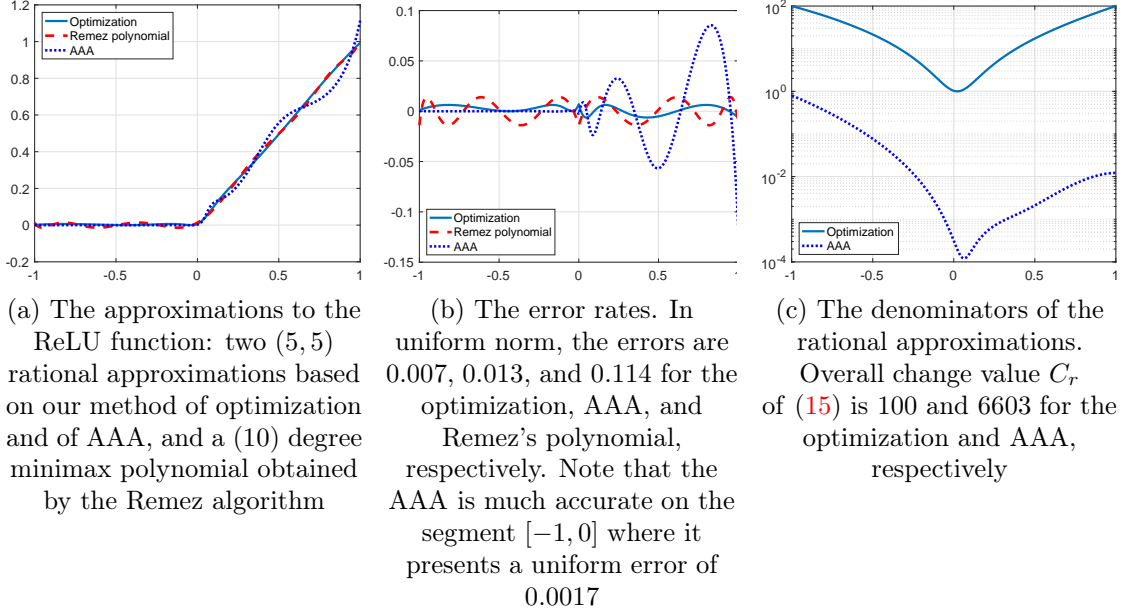 1.2
1
0.8
0.6
0.4
0.2
0
-0.2
-1
-0.5
0
0.5
1
Optimization
Remez polynomial
AAA
0.1
0.05
0
-0.05
-0.1
-0.15
-1
-0.5
0
0.5
1
Optimization
Remez polynomial
AAA
10^2
10^0
10^-2
10^-4
-1
-0.5
0
0.5
1
Optimization
AAA
(a) The approximations to the
ReLU function: two (5, 5)
rational approximations based
on our method of optimization
and of AAA, and a (10) degree
minimax polynomial obtained
by the Remez algorithm
(b) The error rates. In
uniform norm, the errors are
0.007, 0.013, and 0.114 for the
optimization, AAA, and
Remez's polynomial,
respectively. Note that the
AAA is much accurate on the
segment [−1, 0] where it
presents a uniform error of
0.0017
(c) The denominators of the
rational approximations.
Overall change value C_r
of (15) is 100 and 6603 for the
optimization and AAA,
respectively